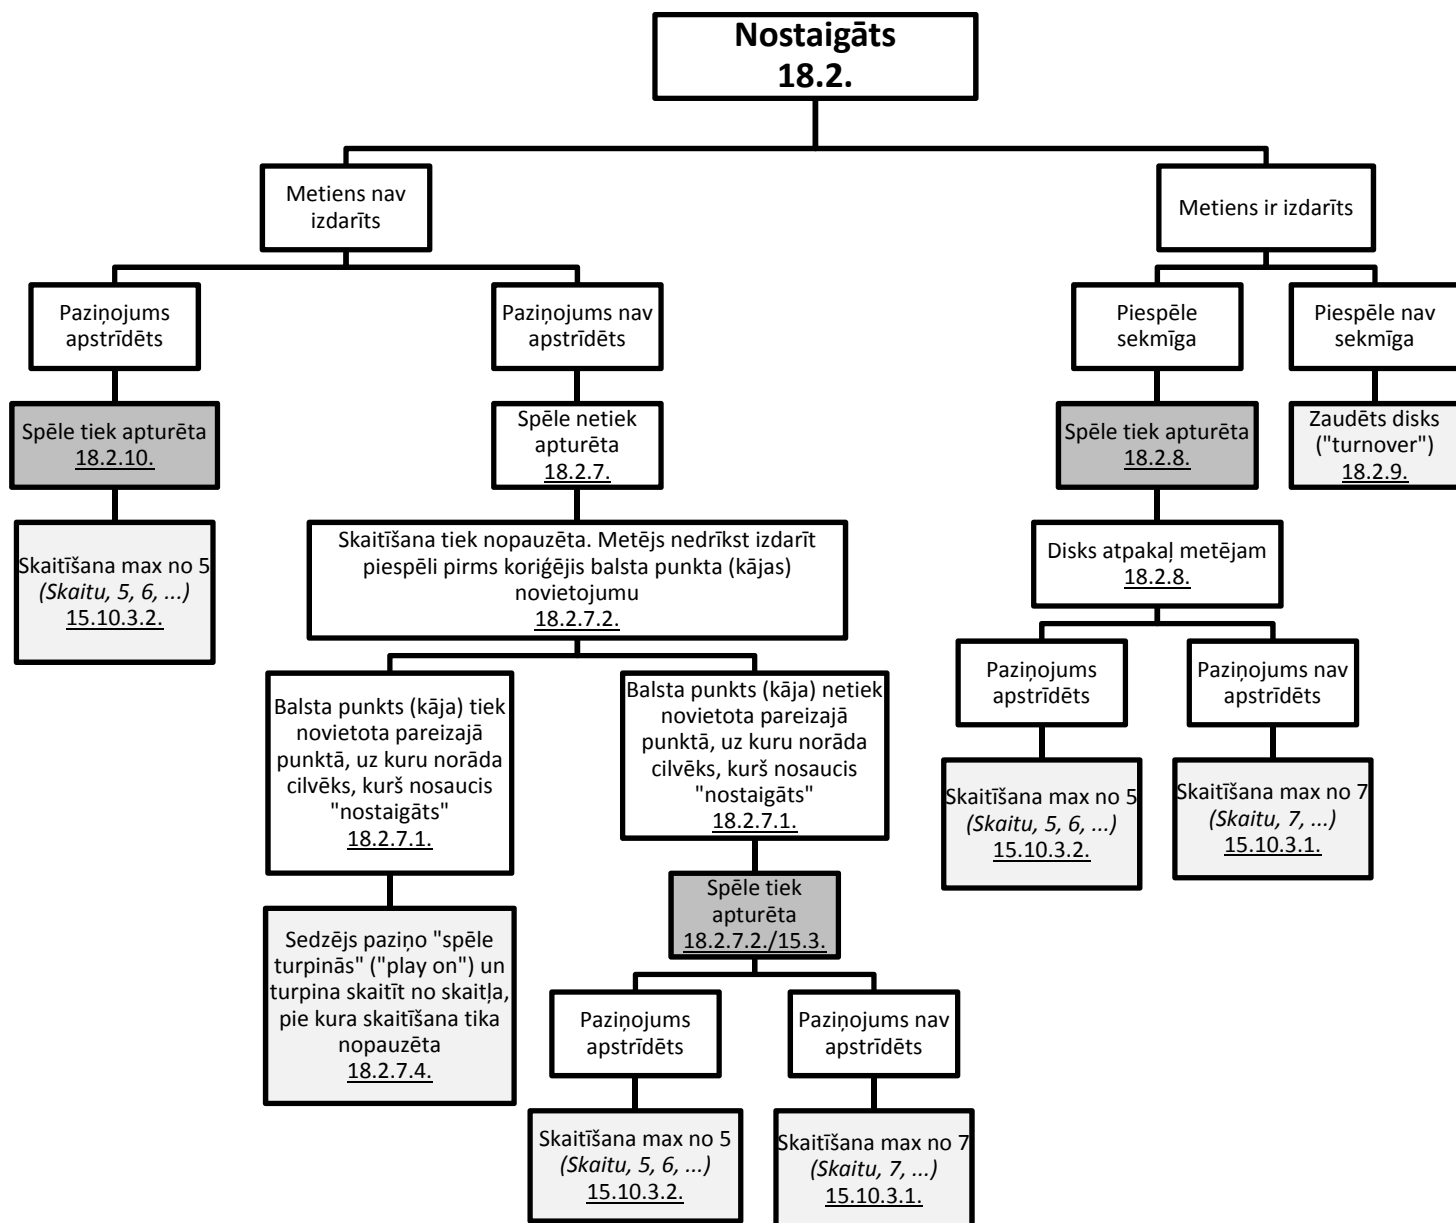 Nostaigāts
18.2.
Metiens nav
izdarīts
Metiens ir izdarīts
Paziņojums
apstrīdēts
Paziņojums nav
apstrīdēts
Piespēle
sekmīga
Piespēle nav
sekmīga
Spēle tiek apturēta
18.2.10.
Spēle netiek
apturēta
18.2.7.
Spēle tiek apturēta
18.2.8.
Zaudēts disks
("turnover")
18.2.9.
Skaitīšana max no 5
(Skaitu, 5, 6, ...)
15.10.3.2.
Skaitīšana tiek nopauzēta. Metējs nedrīkst izdarīt
piespēli pirms koriģējis balsta punkta (kājas)
novietojumu
18.2.7.2.
Disks atpakaļ metējam
18.2.8.
Balsta punkts (kāja) tiek
novietota pareizajā
punktā, uz kuru norāda
cilvēks, kurš nosaucis
"nostaigāts"
18.2.7.1.
Balsta punkts (kāja) netiek
novietota pareizajā
punktā, uz kuru norāda
cilvēks, kurš nosaucis
"nostaigāts"
18.2.7.1.
Paziņojums
apstrīdēts
Paziņojums nav
apstrīdēts
Skaitīšana max no 5
(Skaitu, 5, 6, ...)
15.10.3.2.
Skaitīšana max no 7
(Skaitu, 7, ...)
15.10.3.1.
Sedzējs paziņo "spēle
turpinās" ("play on") un
turpina skaitīt no skaitļa,
pie kura skaitīšana tika
nopauzēta
18.2.7.4.
Spēle tiek
apturēta
18.2.7.2./15.3.
Paziņojums
apstrīdēts
Paziņojums nav
apstrīdēts
Skaitīšana max no 5
(Skaitu, 5, 6, ...)
15.10.3.2.
Skaitīšana max no 7
(Skaitu, 7, ...)
15.10.3.1.